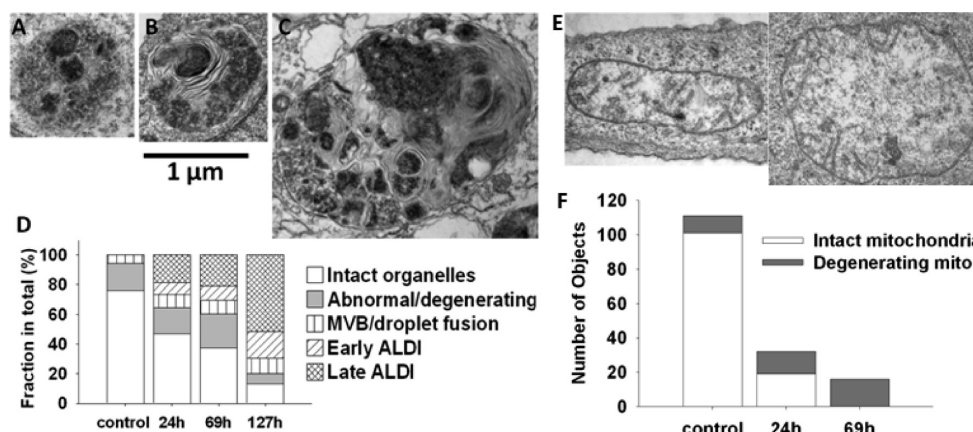 A
B
C
1 µm
D
Fraction in total (%)
100
80
60
40
20
0
control 24h 69h 127h
Intact organelles
Abnormal/degenerating
MVB/droplet fusion
Early ALDI
Late ALDI
E
F
Number of Objects
120
100
80
60
40
20
0
control 24h 69h
Intact mitochondria
Degenerating mito